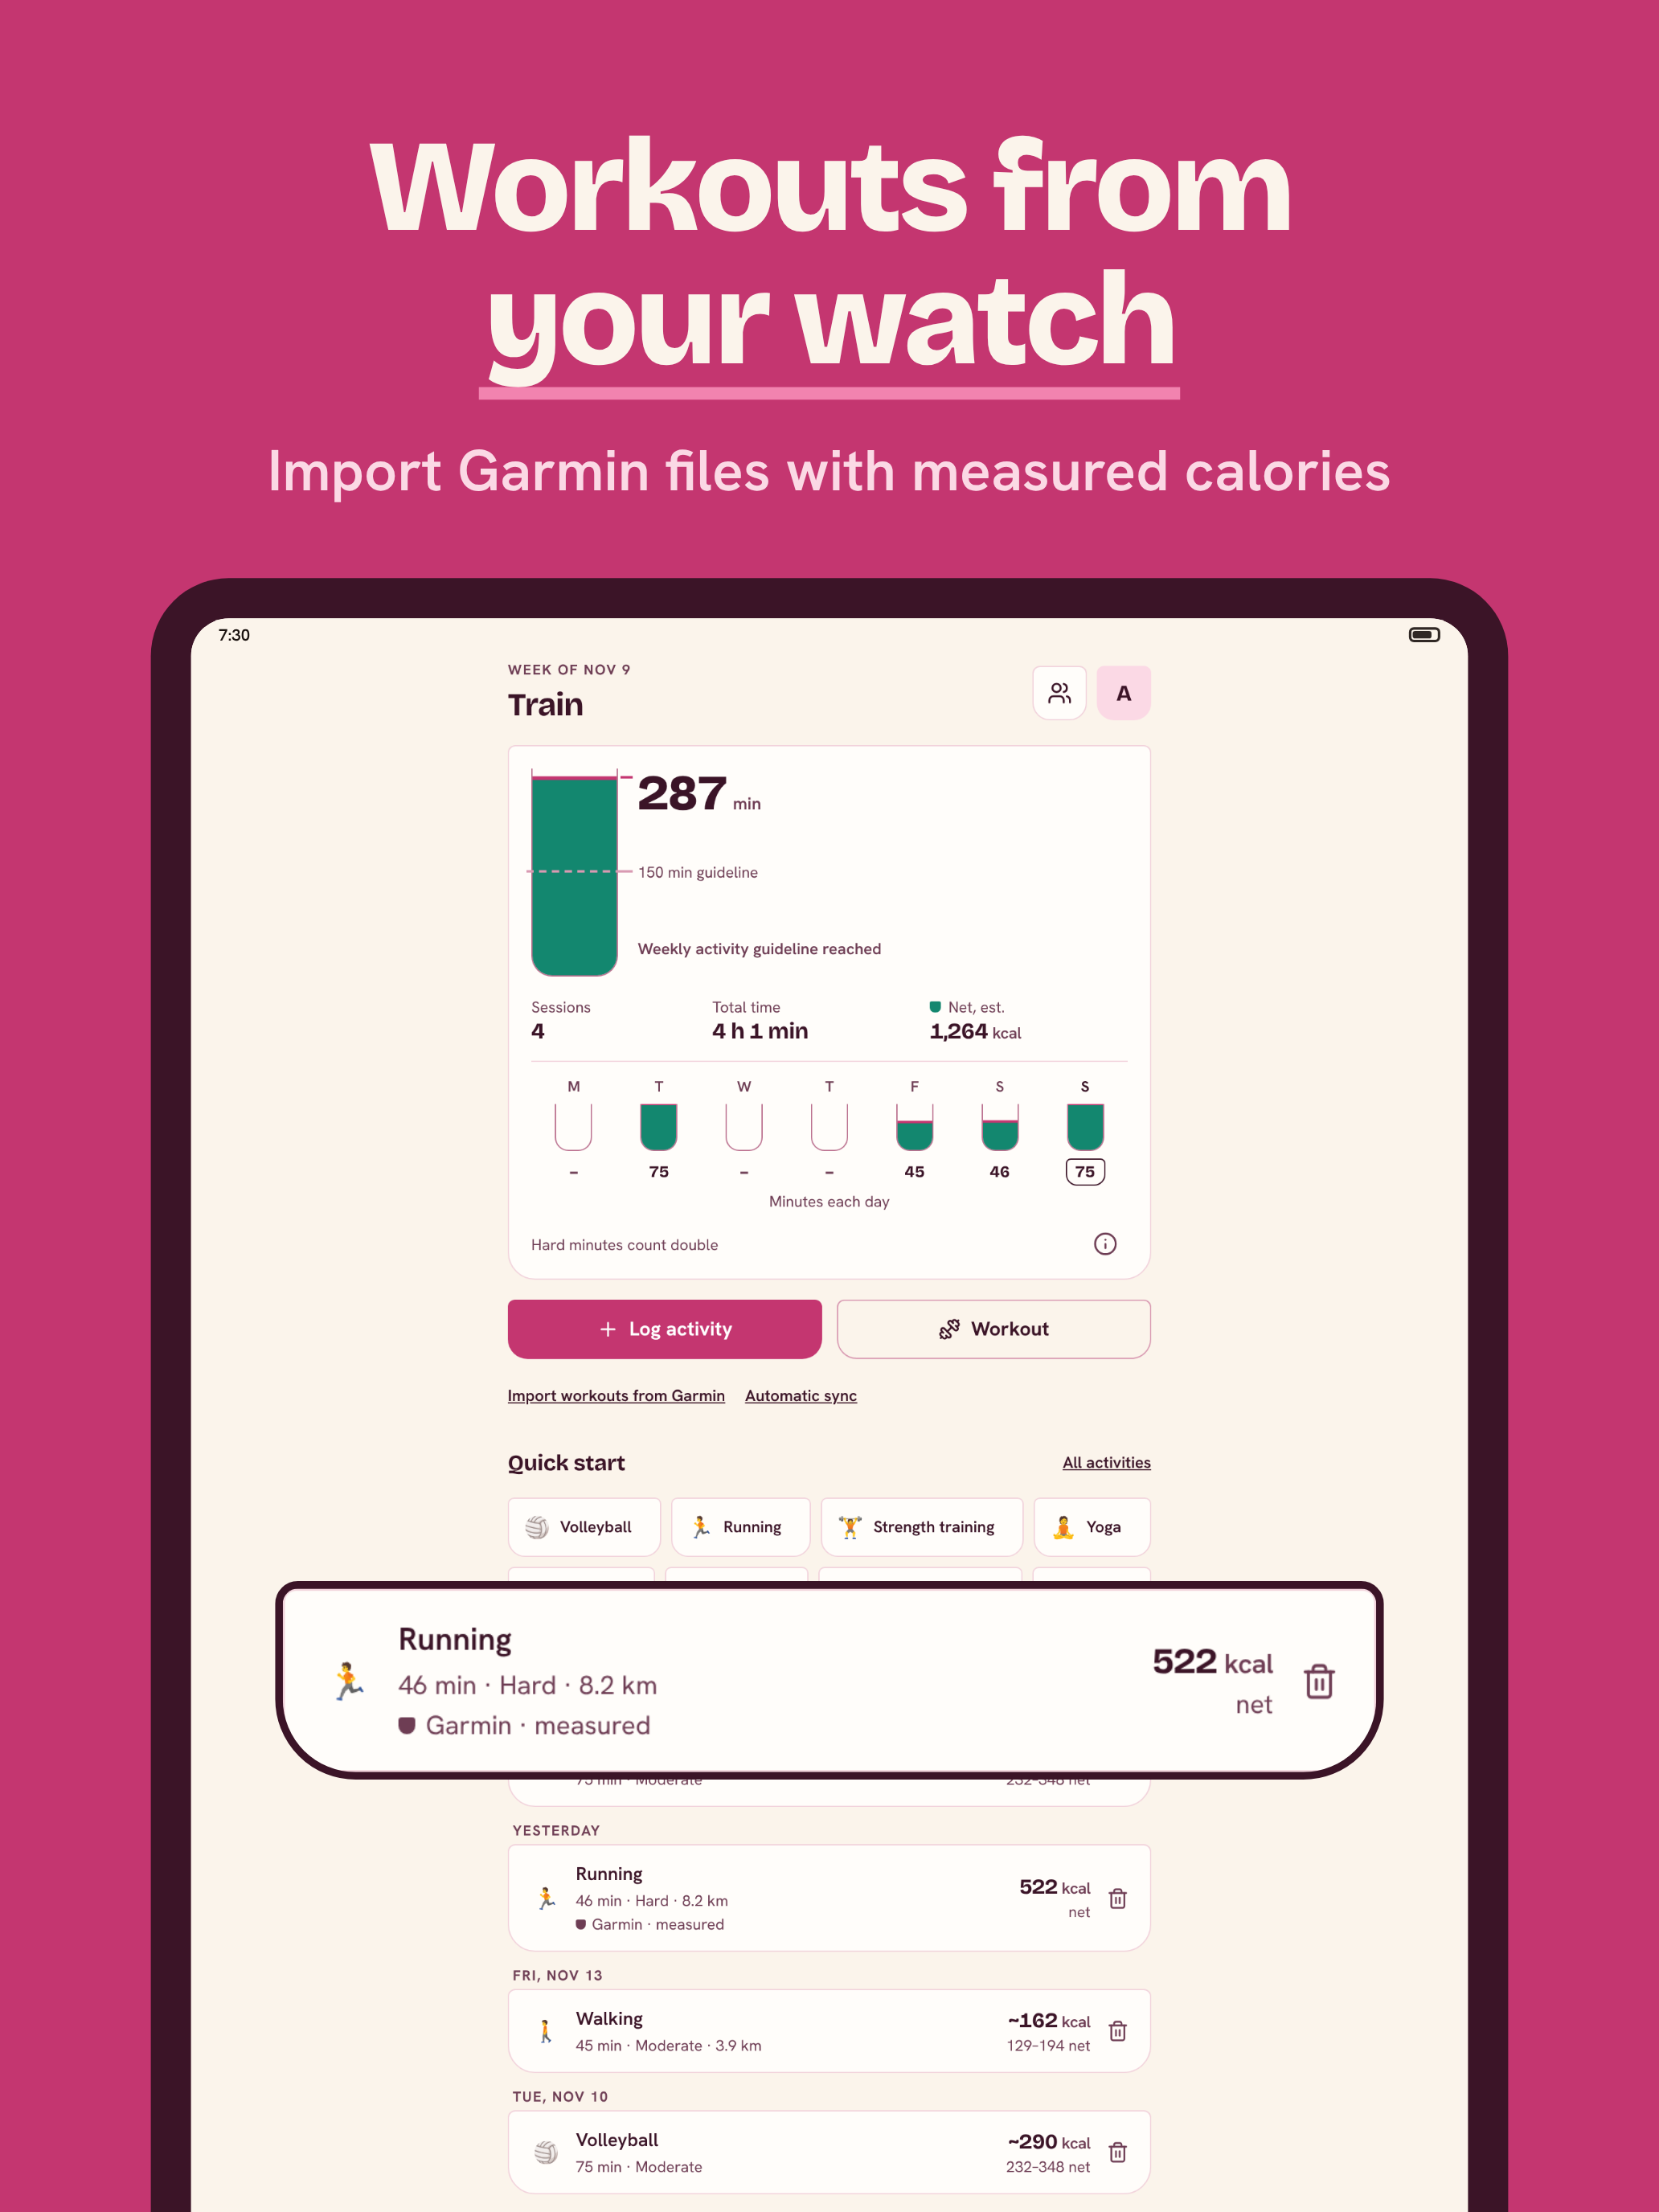 Workouts from
your watch
Import Garmin files with measured calories
7:30
WEEK OF NOV 9
Train
A
287 min
150 min guideline
Weekly activity guideline reached
Sessions
4
Total time
4 h 1 min
Net, est.
1,264 kcal
M T W T F S S
– 75 – – 45 46 75
Minutes each day
Hard minutes count double
+ Log activity
Workout
Import workouts from Garmin
Automatic sync
Quick start
All activities
Volleyball
Running
Strength training
Yoga
Running
46 min · Hard · 8.2 km
Garmin · measured
522 kcal
net
75 min · Moderate
232–348 net
YESTERDAY
Running
46 min · Hard · 8.2 km
Garmin · measured
522 kcal
net
FRI, NOV 13
Walking
45 min · Moderate · 3.9 km
~162 kcal
129–194 net
TUE, NOV 10
Volleyball
75 min · Moderate
~290 kcal
232–348 net